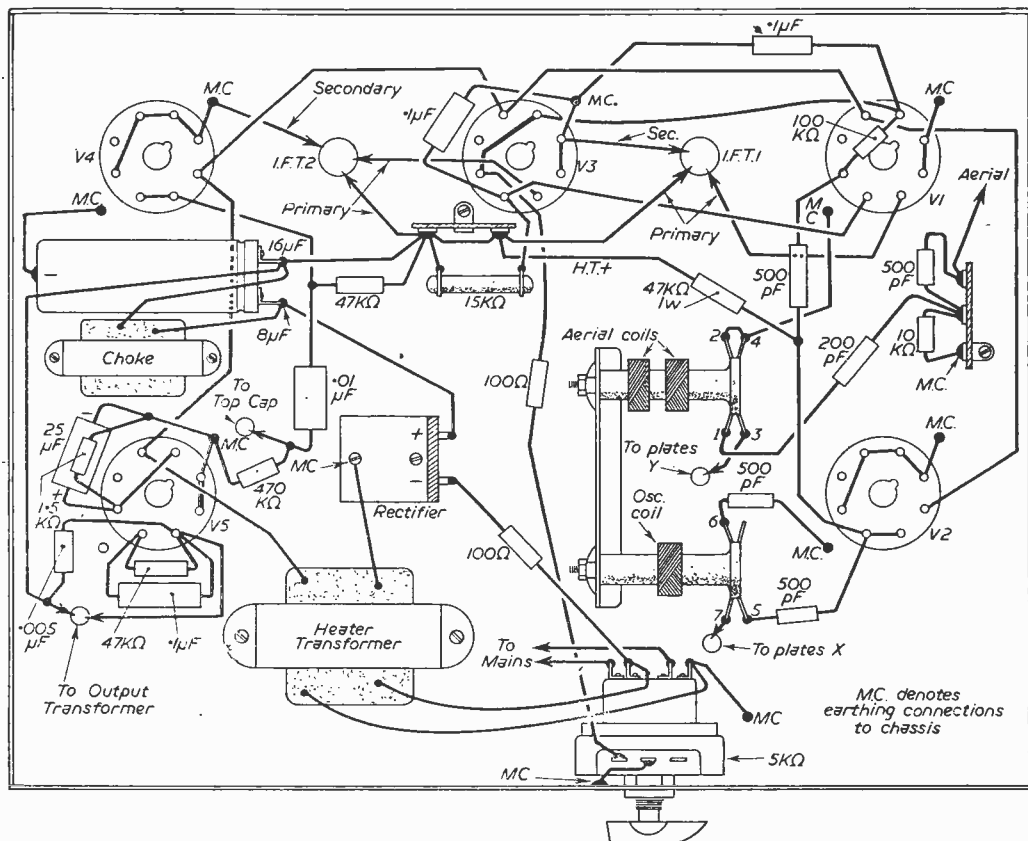 ·1µF
M.C
M.C.
M.C
Secondary
·1µF
100
KΩ
V4
I.F.T.2
V3
Sec.
I.F.T.1
V1
Aerial
M.C.
Primary
Primary
M
C
16µF
H.T.+
500
pF
500
pF
47KΩ
15KΩ
47KΩ
1W
10
KΩ
8µF
2
4
200
pF
M.C.
Choke
Aerial coils
To
Top Cap
·01
µF
100Ω
1
3
M.C.
25
µF
M.C
MC
+
To plates
Y
500
pF
1·5
KΩ
470
KΩ
Rectifier
Osc.
coil
V5
100Ω
6
M.C.
V2
500
pF
·005
µF
47KΩ
·1µF
Heater
Transformer
7
5
To
Mains
To plates X
To Output
Transformer
MC
M.C. denotes
earthing connections
to chassis
5KΩ
MC